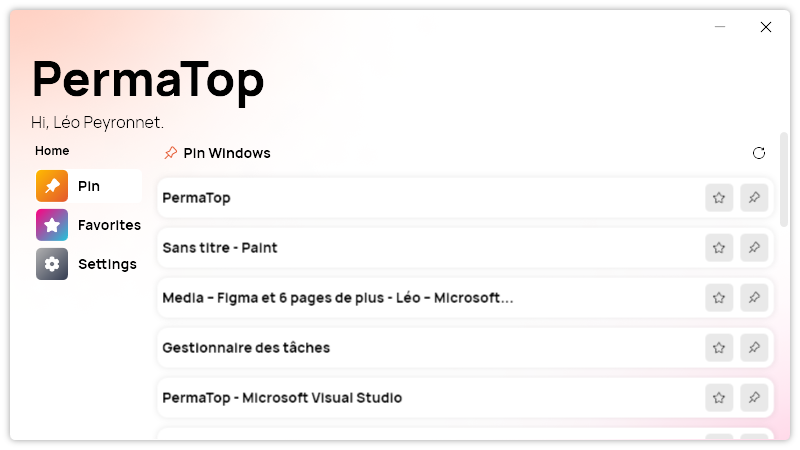 PermaTop
Hi, Léo Peyronnet.
Home
Pin
Favorites
Settings
Pin Windows
PermaTop
Sans titre - Paint
Media – Figma et 6 pages de plus - Léo – Microsoft...
Gestionnaire des tâches
PermaTop - Microsoft Visual Studio